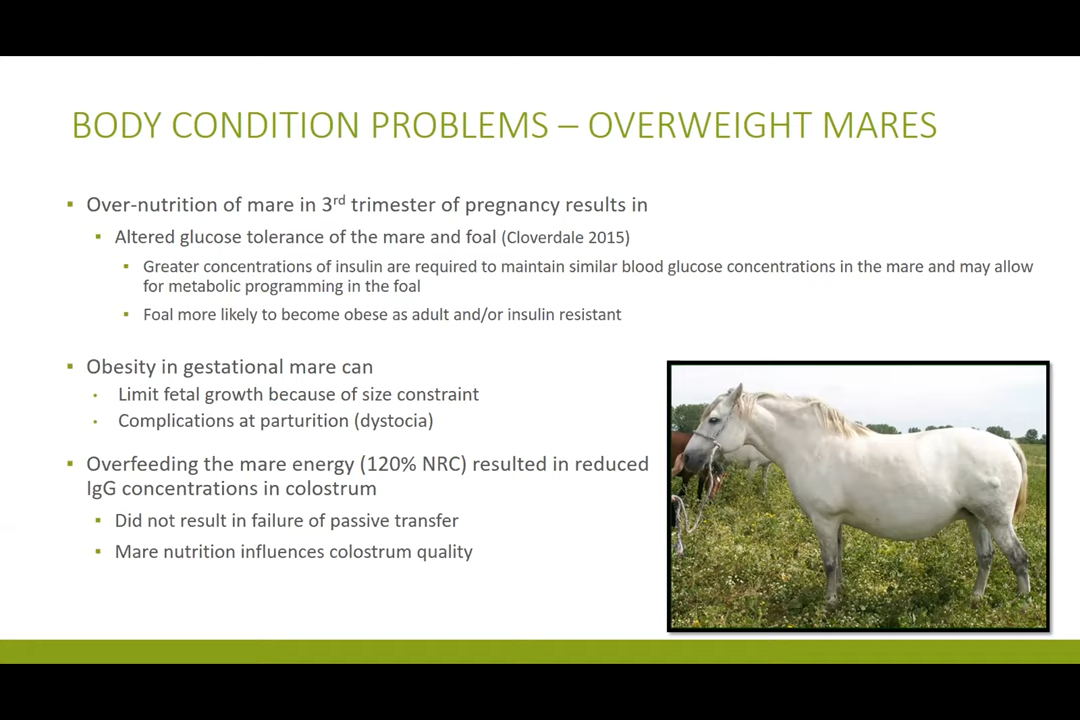 BODY CONDITION PROBLEMS – OVERWEIGHT MARES
▪ Over-nutrition of mare in 3rd trimester of pregnancy results in
▪ Altered glucose tolerance of the mare and foal (Cloverdale 2015)
▪ Greater concentrations of insulin are required to maintain similar blood glucose concentrations in the mare and may allow
for metabolic programming in the foal
▪ Foal more likely to become obese as adult and/or insulin resistant
▪ Obesity in gestational mare can
• Limit fetal growth because of size constraint
• Complications at parturition (dystocia)
▪ Overfeeding the mare energy (120% NRC) resulted in reduced
IgG concentrations in colostrum
▪ Did not result in failure of passive transfer
▪ Mare nutrition influences colostrum quality